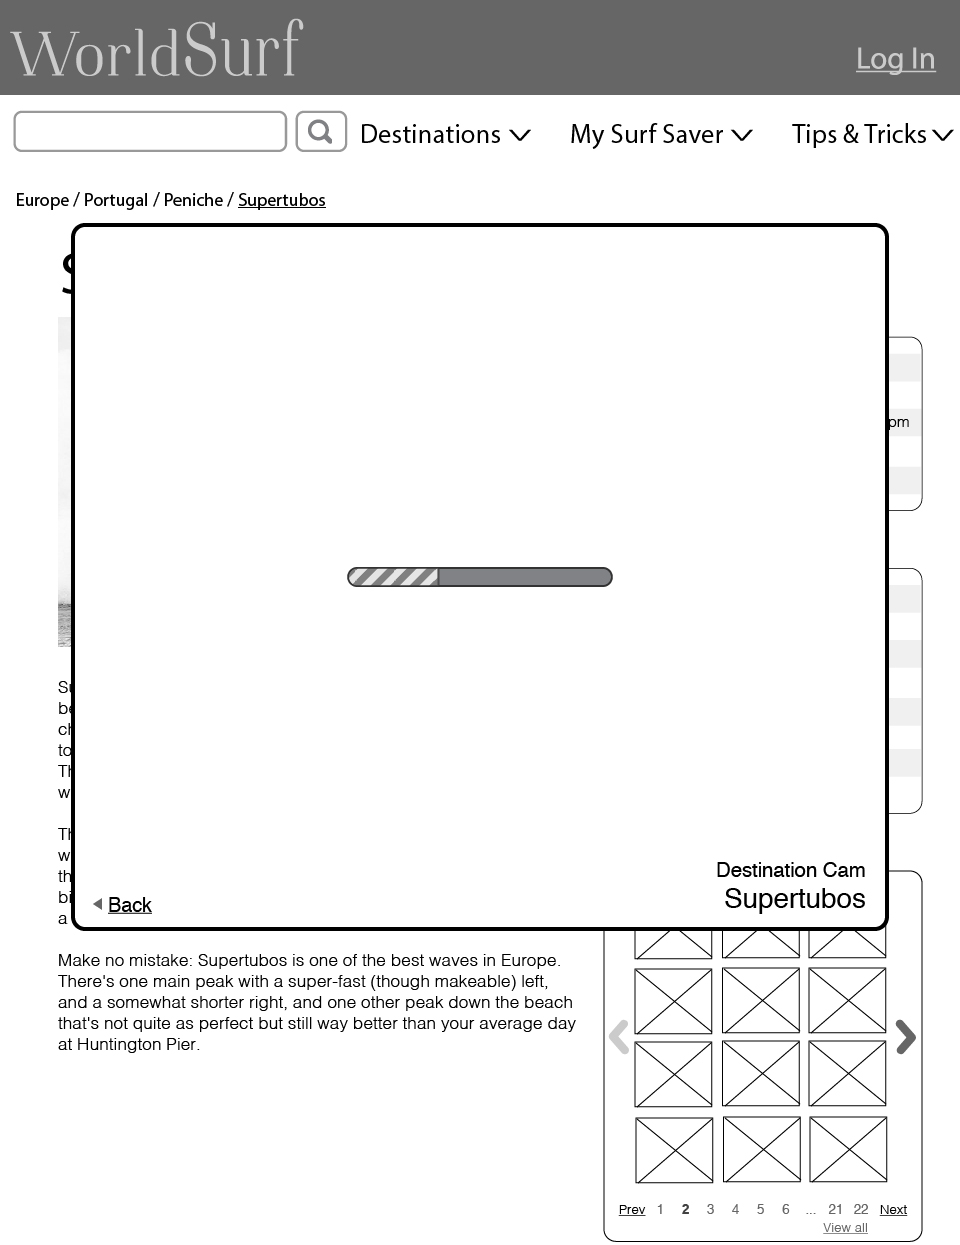 WorldSurf
Log In
Destinations
My Surf Saver
Tips & Tricks
Europe / Portugal / Peniche / Supertubos
pm
to
a
Destination Cam
Supertubos
Back
Make no mistake: Supertubos is one of the best waves in Europe.
There's one main peak with a super-fast (though makeable) left,
and a somewhat shorter right, and one other peak down the beach
that's not quite as perfect but still way better than your average day
at Huntington Pier.
Prev 1 2 3 4 5 6 ... 21 22 Next
View all